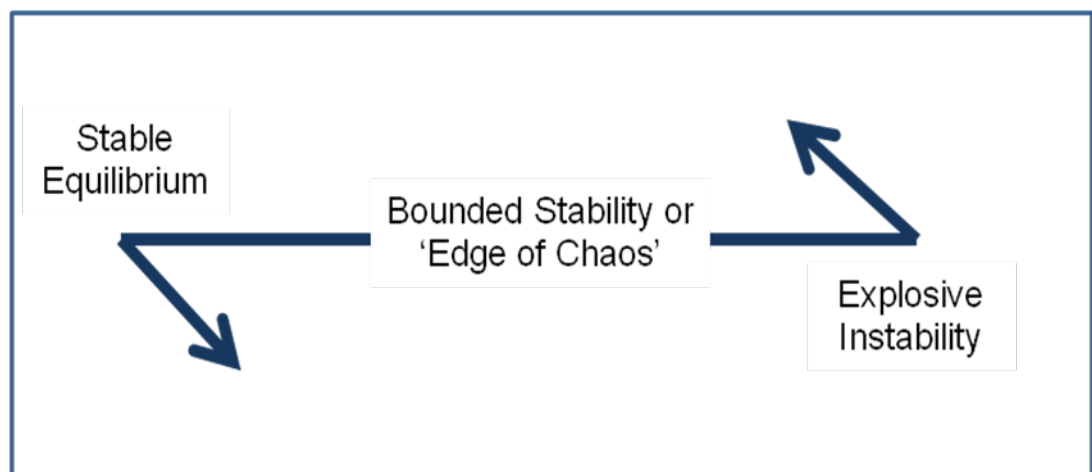 Stable
Equilibrium
Bounded Stability or
‘Edge of Chaos’
Explosive
Instability